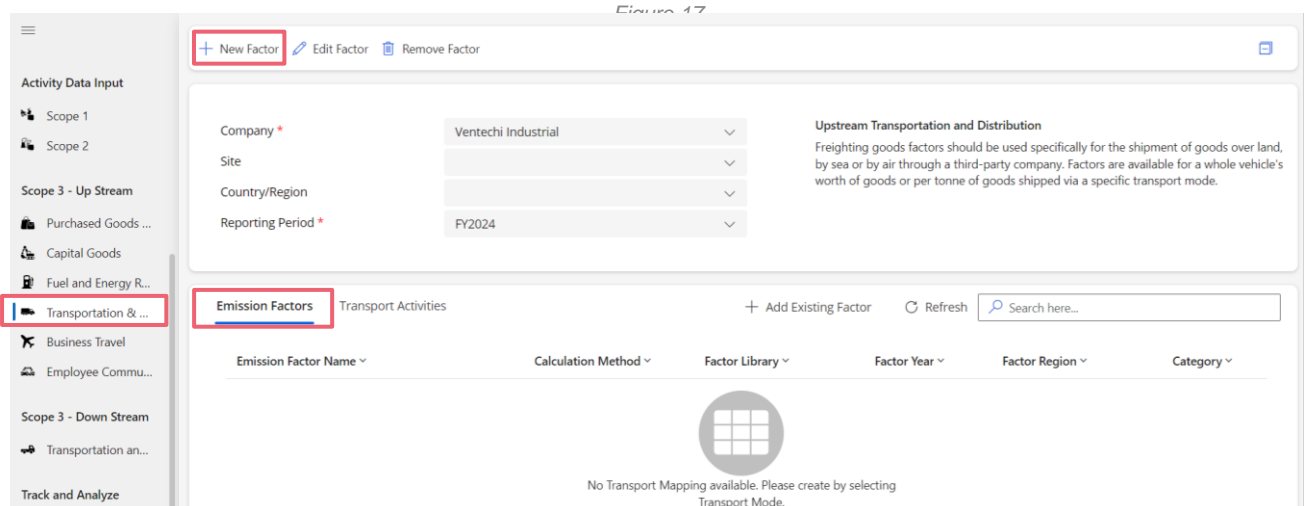 Figure 17
New Factor
Edit Factor
Remove Factor
Activity Data Input
Scope 1
Scope 2
Scope 3 - Up Stream
Purchased Goods ...
Capital Goods
Fuel and Energy R...
Transportation & ...
Business Travel
Employee Commu...
Scope 3 - Down Stream
Transportation an...
Track and Analyze
Company *
Ventechi Industrial
Site
Country/Region
Reporting Period *
FY2024
Upstream Transportation and Distribution
Freighting goods factors should be used specifically for the shipment of goods over land,
by sea or by air through a third-party company. Factors are available for a whole vehicle's
worth of goods or per tonne of goods shipped via a specific transport mode.
Emission Factors
Transport Activities
Add Existing Factor
Refresh
Search here...
Emission Factor Name
Calculation Method
Factor Library
Factor Year
Factor Region
Category
No Transport Mapping available. Please create by selecting
Transport Mode.